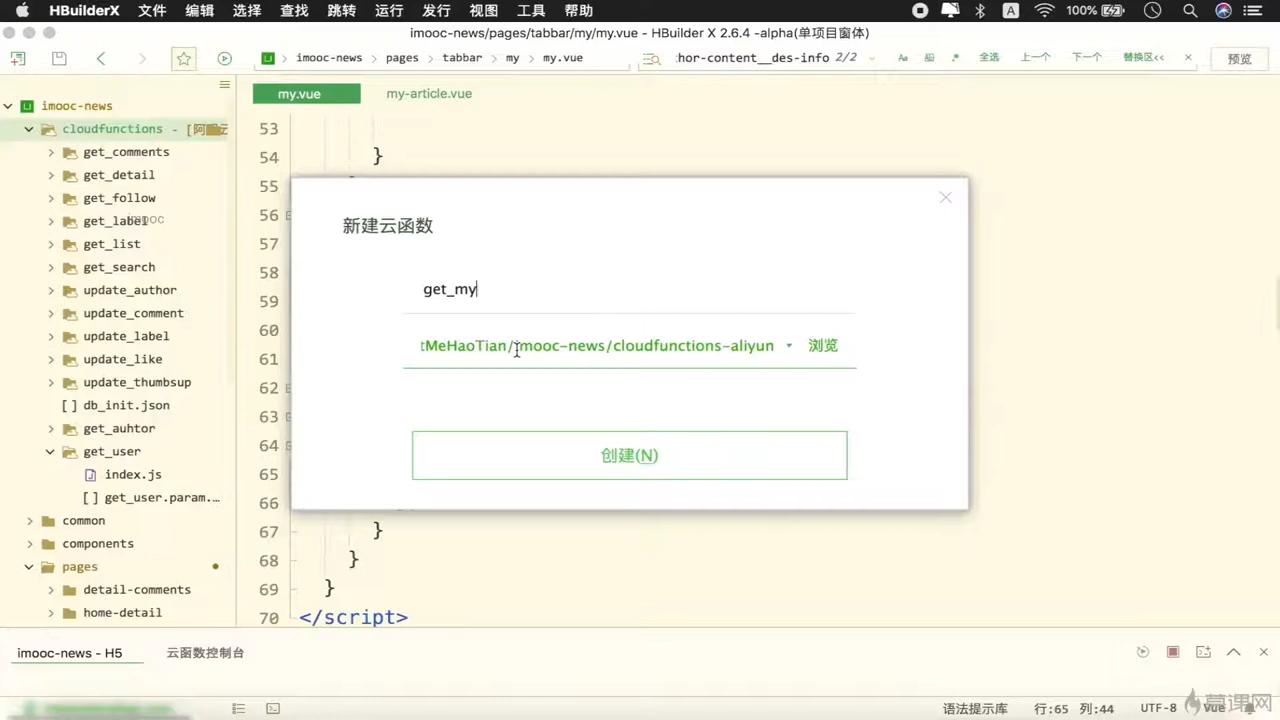 HBuilderX 文件 编辑 选择 查找 跳转 运行 发行 视图 工具 帮助 100%
imooc-news/pages/tabbar/my/my.vue - HBuilder X 2.6.4 -alpha(单项目窗体)
imooc-news pages tabbar my my.vue :hor-content__des-info 2/2 Aa 全选 上一个 下一个 替换区<< 预览
imooc-news
cloudfunctions - [阿
get_comments
get_detail
get_follow
get_label
imooc
get_list
get_search
update_author
update_comment
update_label
update_like
update_thumbsup
[ ] db_init.json
get_auhtor
get_user
index.js
[ ] get_user.param.…
common
components
pages
detail-comments
home-detail
my.vue my-article.vue
53
54 }
55
56
57
58
59
60
61
62
63
64
65
66
67 }
68 }
69 }
70 </script>
新建云函数
get_my
tMeHaoTian/imooc-news/cloudfunctions-aliyun 浏览
创建(N)
imooc-news - H5 云函数控制台
语法提示库 行:65 列:44 UTF-8 Vue
慕课网